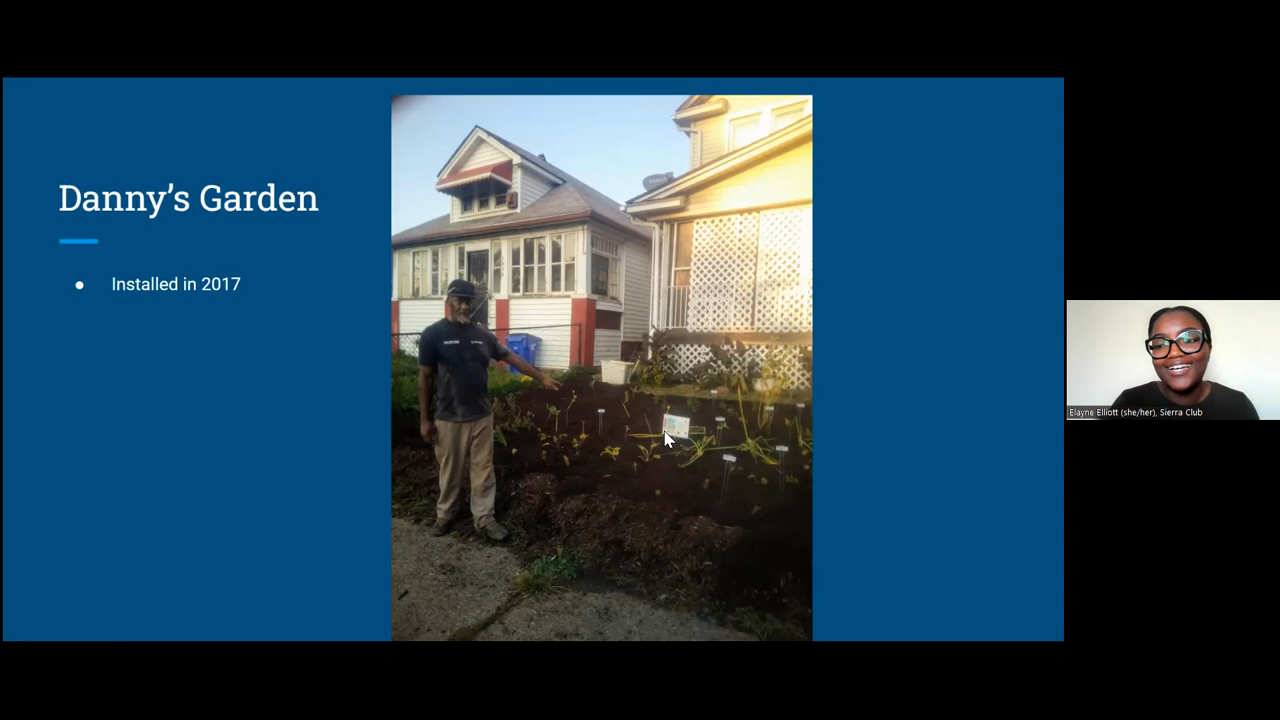 Danny's Garden
● Installed in 2017
Elayne Elliott (she/her), Sierra Club